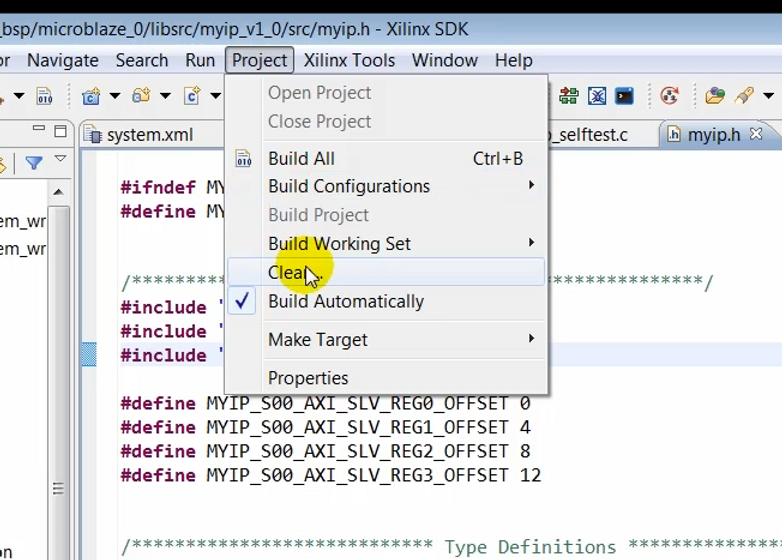 _bsp/microblaze_0/libsrc/myip_v1_0/src/myip.h - Xilinx SDK
or Navigate Search Run Project Xilinx Tools Window Help
Open Project
Close Project
system.xml
p_selftest.c
myip.h
Build All Ctrl+B
#ifndef MY
Build Configurations
#define MY
Build Project
em_wr
Build Working Set
em_wr
Clean...
/****************************/
#include "
Build Automatically
#include "
Make Target
#include "
Properties
#define MYIP_S00_AXI_SLV_REG0_OFFSET 0
#define MYIP_S00_AXI_SLV_REG1_OFFSET 4
#define MYIP_S00_AXI_SLV_REG2_OFFSET 8
#define MYIP_S00_AXI_SLV_REG3_OFFSET 12
/**************************** Type Definitions ****************
on